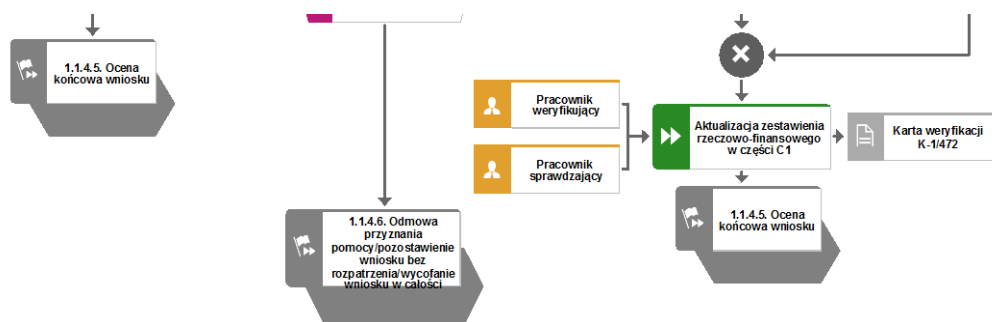 1.1.4.5. Ocena
końcowa wniosku
Pracownik
weryfikujący
Pracownik
sprawdzający
Aktualizacja zestawienia
rzeczowo-finansowego
w części C1
Karta weryfikacji
K-1/472
1.1.4.6. Odmowa
przyznania
pomocy/pozostawienie
wniosku bez
rozpatrzenia/wycofanie
wniosku w całości
1.1.4.5. Ocena
końcowa wniosku